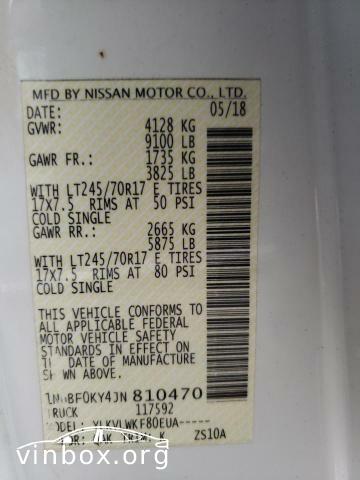 MFD BY NISSAN MOTOR CO., LTD.
DATE: 05/18
GVWR: 4128 KG
9100 LB
GAWR FR.: 1735 KG
3825 LB
WITH LT245/70R17 E TIRES
17X7.5 RIMS AT 50 PSI
COLD SINGLE
GAWR RR.: 2665 KG
5875 LB
WITH LT245/70R17 E TIRES
17X7.5 RIMS AT 80 PSI
COLD SINGLE
THIS VEHICLE CONFORMS TO
ALL APPLICABLE FEDERAL
MOTOR VEHICLE SAFETY
STANDARDS IN EFFECT ON
DATE OF MANUFACTURE
SHOWN ABOVE.
BF0KY4JN 810470
TRUCK 117592
MODEL: F80EUA-----
ZS10A
vinbox.org